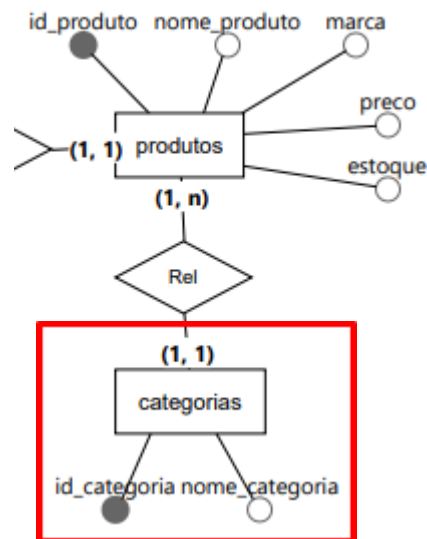 id_produto nome_produto marca
preco
(1, 1) produtos
estoque
(1, n)
Rel
(1, 1)
categorias
id_categoria nome_categoria